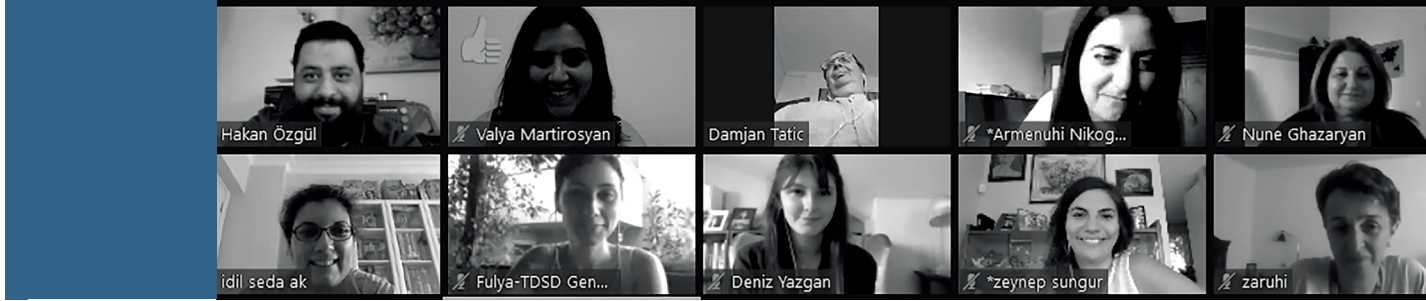 Hakan Özgül
Valya Martirosyan
Damjan Tatic
*Armenuhi Nikog...
Nune Ghazaryan
idil seda ak
Fulya-TDSD Gen...
Deniz Yazgan
*zeynep sungur
zaruhi